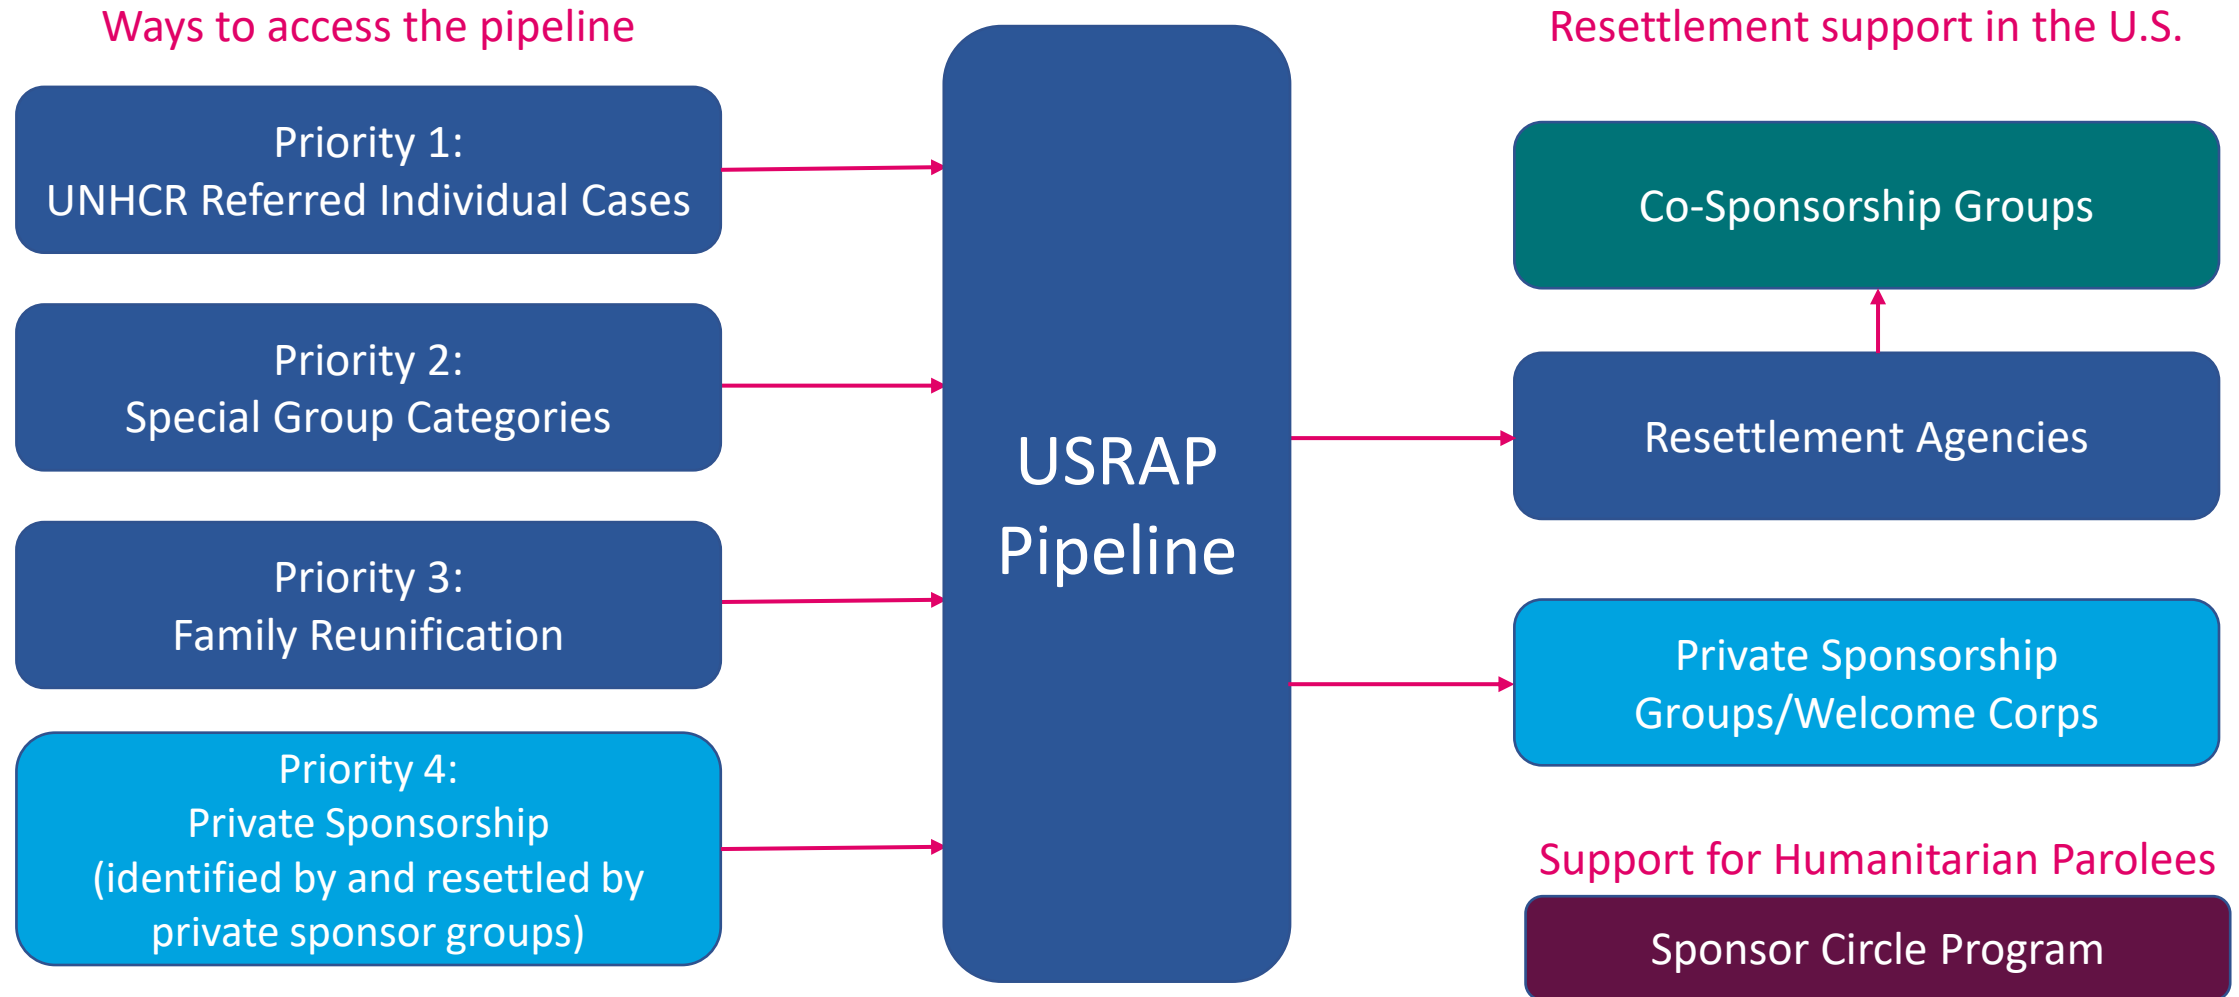 Ways to access the pipeline
Priority 1:
UNHCR Referred Individual Cases
Priority 2:
Special Group Categories
Priority 3:
Family Reunification
Priority 4:
Private Sponsorship
(identified by and resettled by
private sponsor groups)
USRAP
Pipeline
Resettlement support in the U.S.
Co-Sponsorship Groups
Resettlement Agencies
Private Sponsorship
Groups/Welcome Corps
Support for Humanitarian Parolees
Sponsor Circle Program